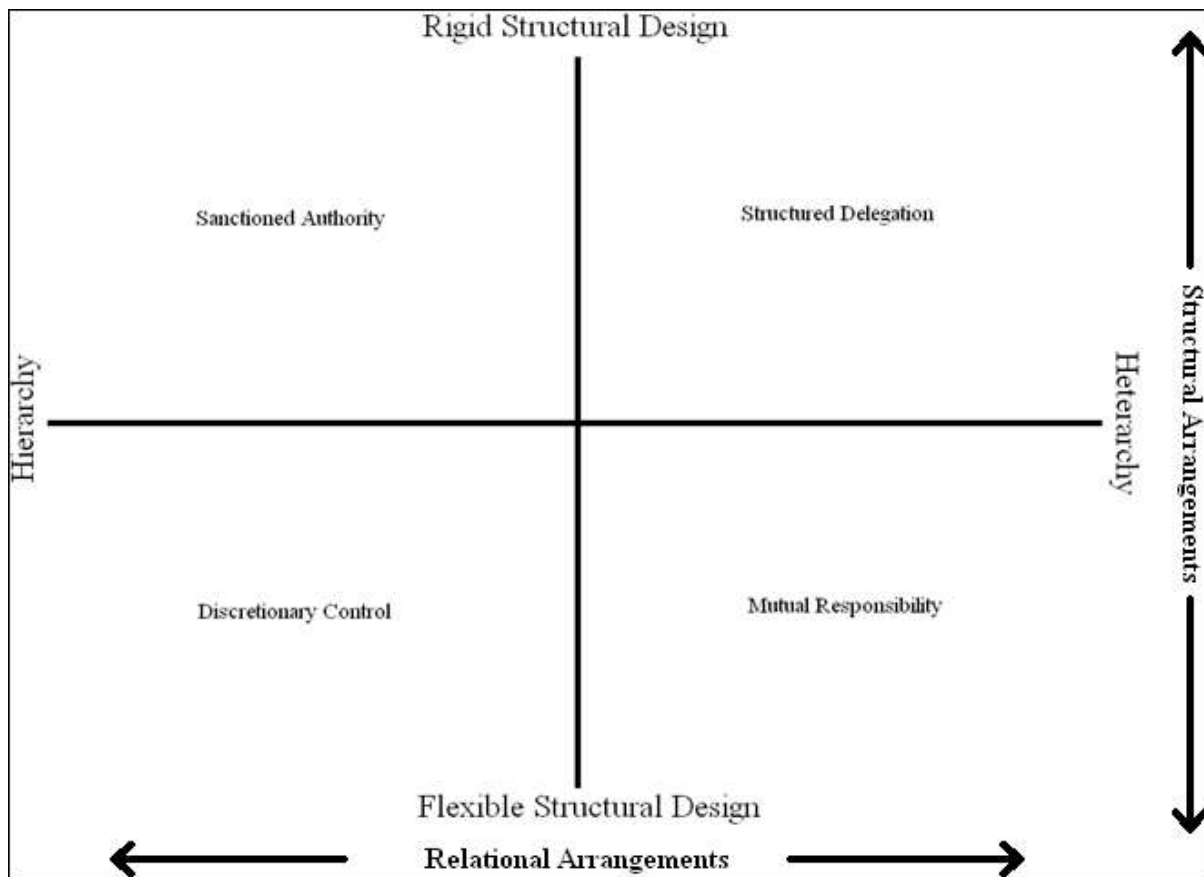 Rigid Structural Design
Sanctioned Authority
Structured Delegation
Hierarchy
Heterarchy
Structural Arrangements
Discretionary Control
Mutual Responsibility
Flexible Structural Design
Relational Arrangements